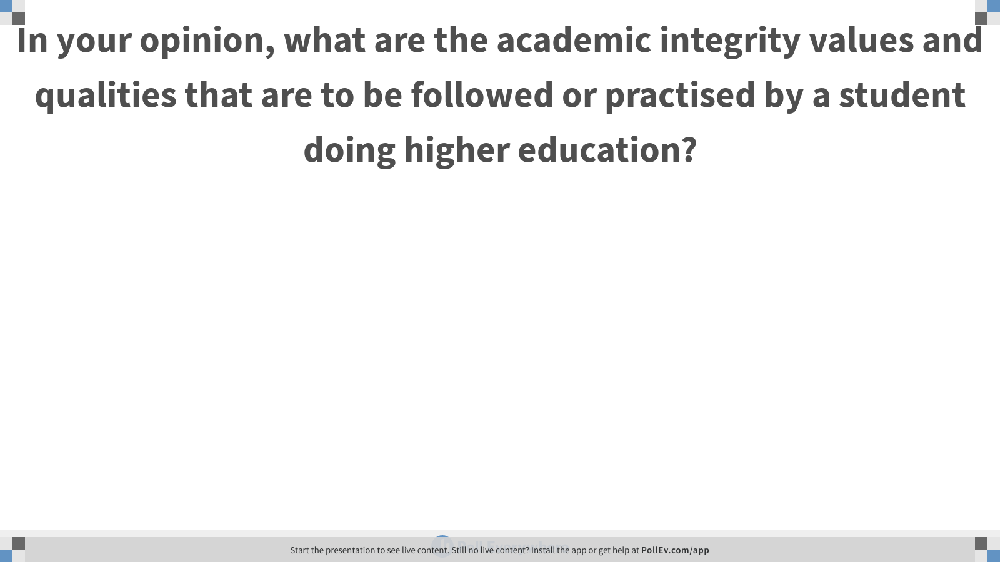 In your opinion, what are the academic integrity values and
qualities that are to be followed or practised by a student
doing higher education?
Start the presentation to see live content. Still no live content? Install the app or get help at PollEv.com/app